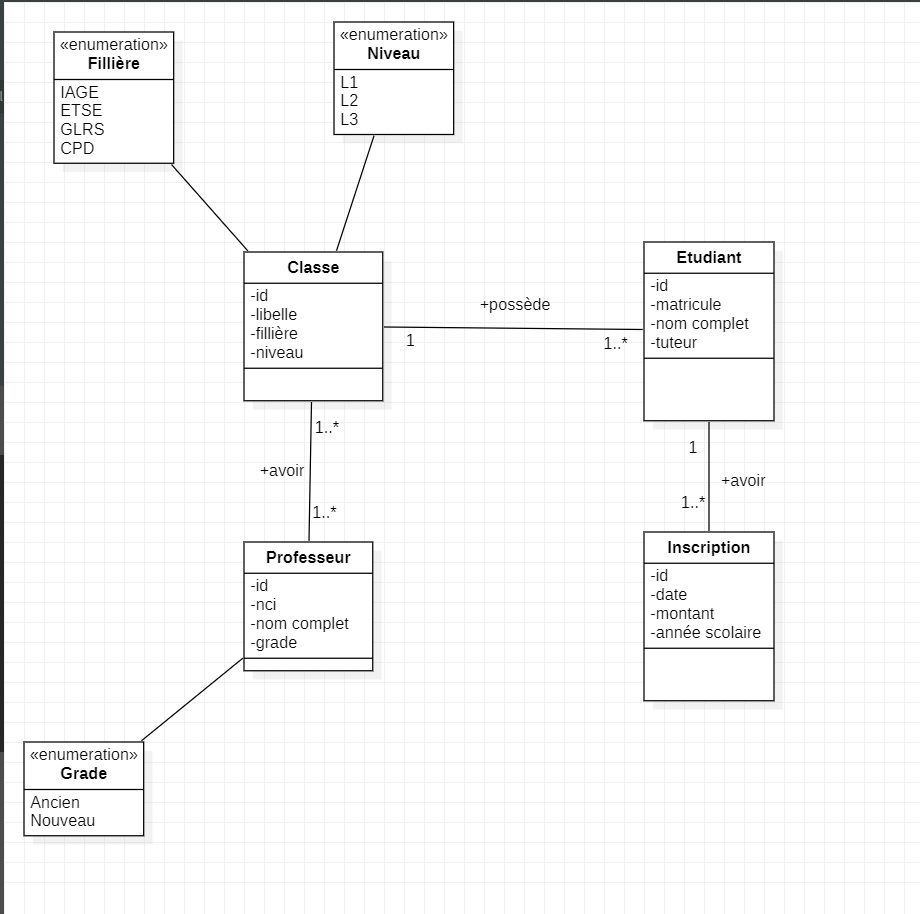 «enumeration»
Fillière
IAGE
ETSE
GLRS
CPD
«enumeration»
Niveau
L1
L2
L3
Classe
-id
-libelle
-fillière
-niveau
+possède
1
1..*
Etudiant
-id
-matricule
-nom complet
-tuteur
1..*
+avoir
1..*
1
+avoir
1..*
Professeur
-id
-nci
-nom complet
-grade
Inscription
-id
-date
-montant
-année scolaire
«enumeration»
Grade
Ancien
Nouveau